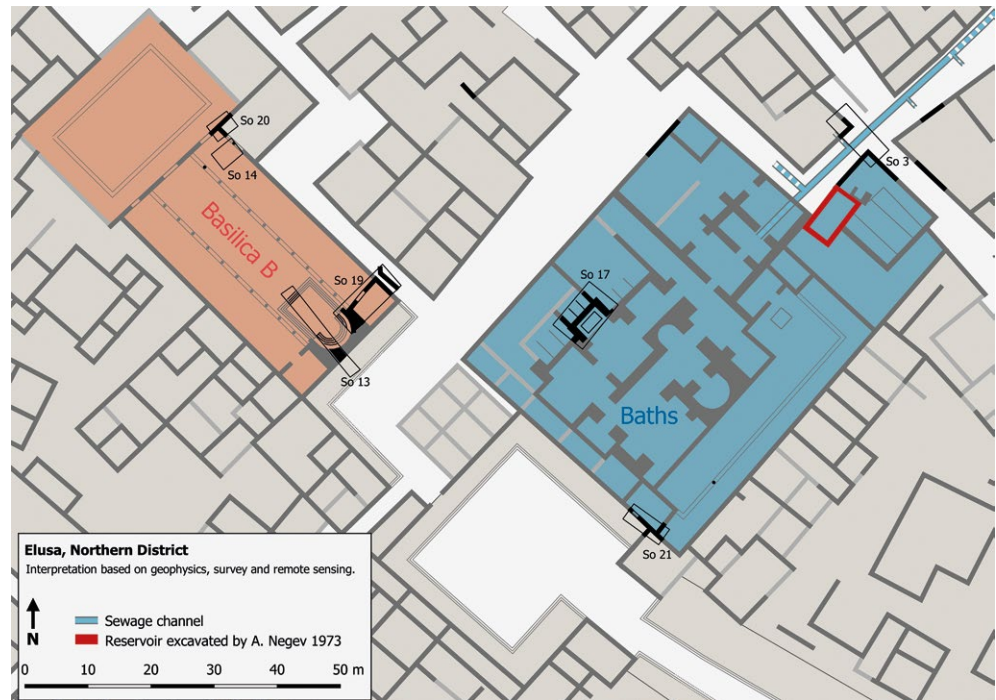 So 20
So 14
Basilica B
So 19
So 13
So 3
So 17
Baths
So 21
Elusa, Northern District
Interpretation based on geophysics, survey and remote sensing.
N
Sewage channel
Reservoir excavated by A. Negev 1973
0 10 20 30 40 50 m